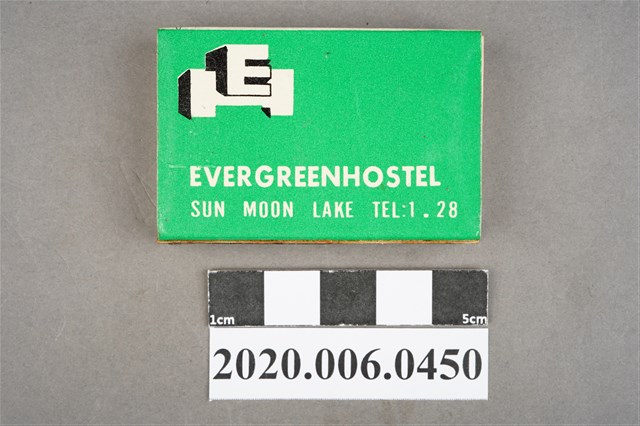 E
EVERGREENHOSTEL
SUN MOON LAKE TEL:1.28
1cm 5cm
2020.006.0450